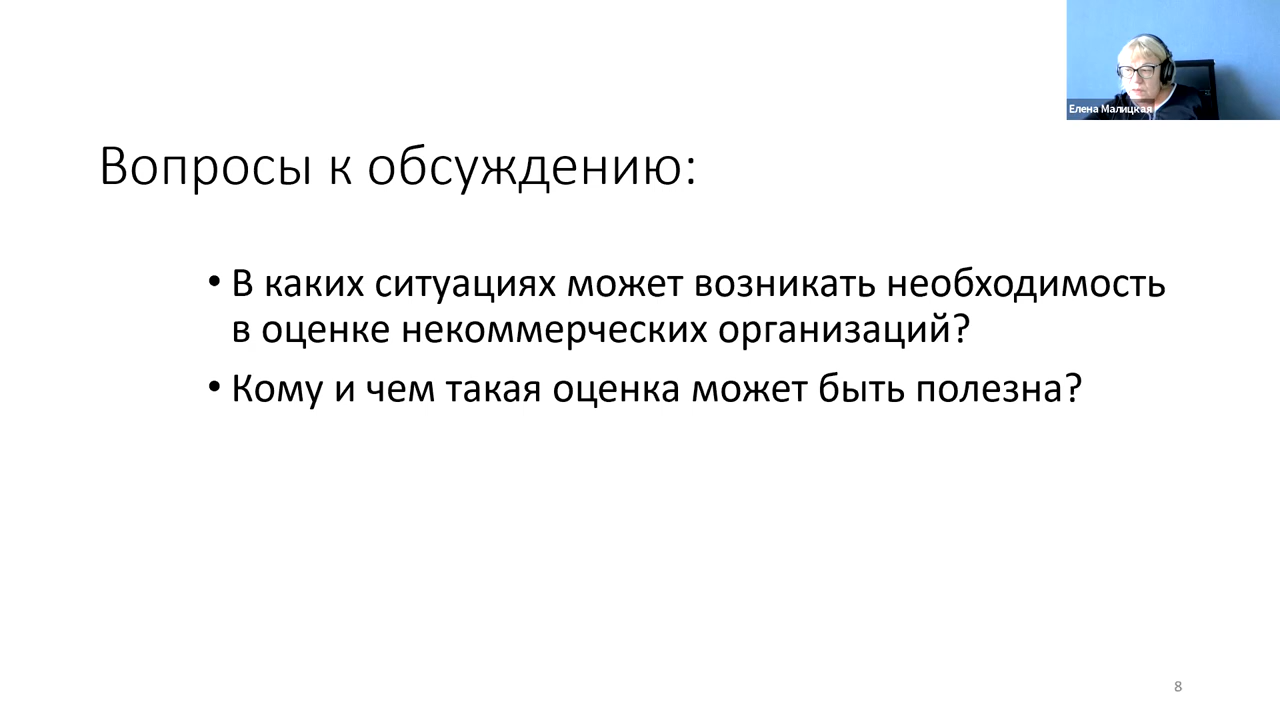 Елена Малицкая
Вопросы к обсуждению:
• В каких ситуациях может возникать необходимость
в оценке некоммерческих организаций?
• Кому и чем такая оценка может быть полезна?
8